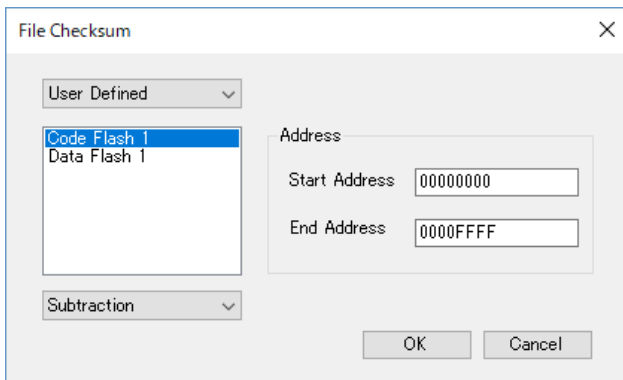 File Checksum
User Defined
Code Flash 1
Data Flash 1
Address
Start Address 00000000
End Address 0000FFFF
Subtraction
OK Cancel